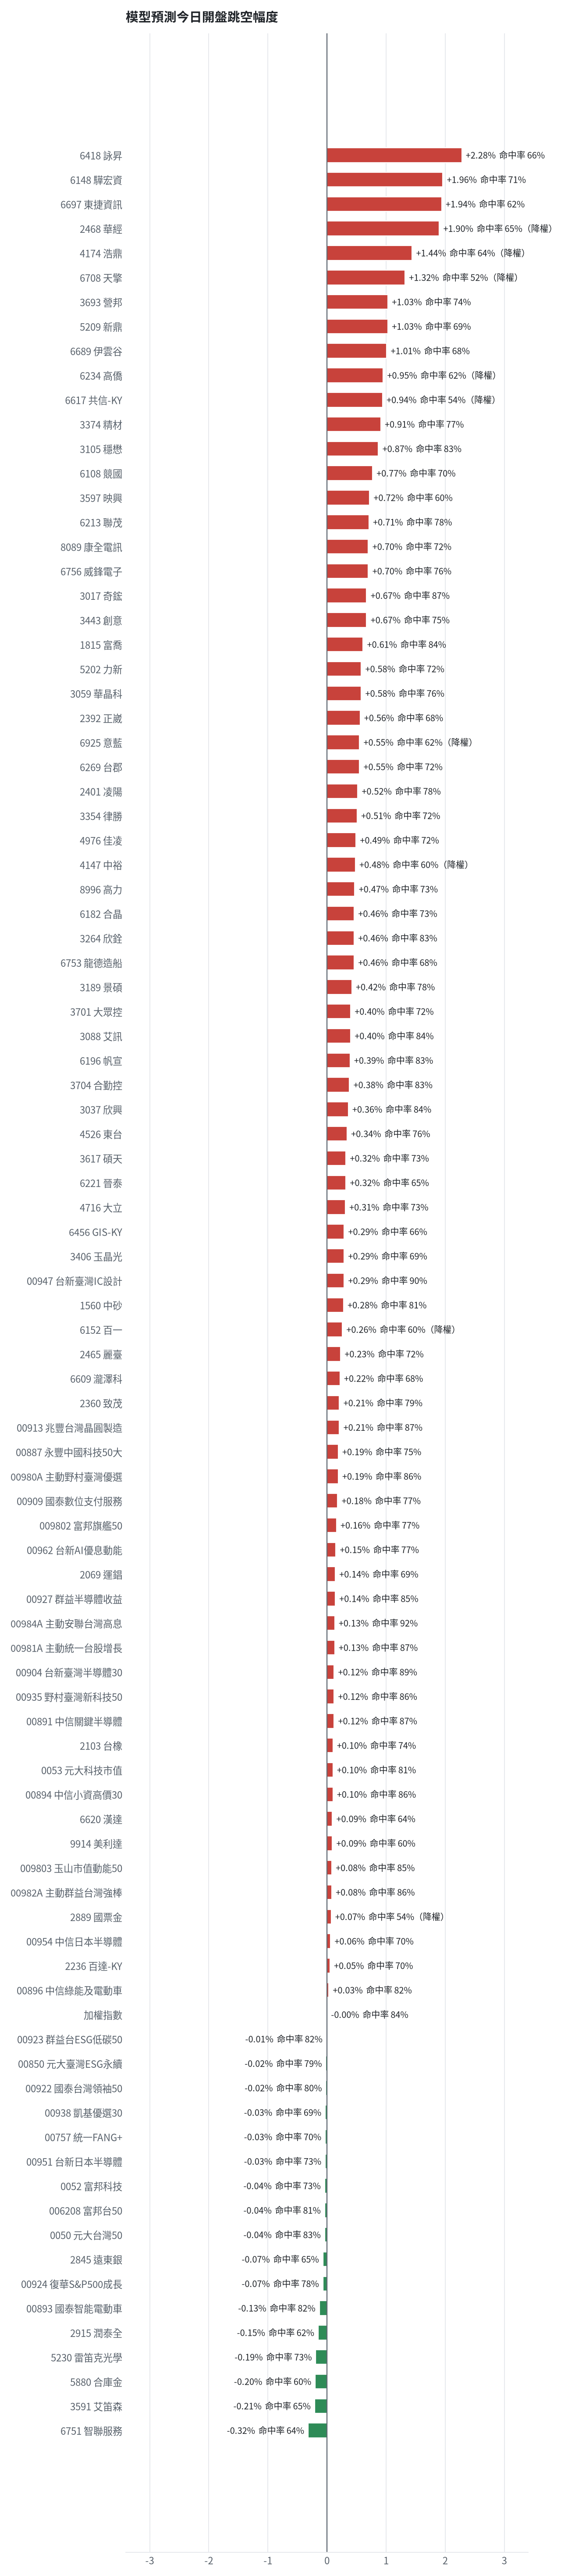 模型預測今日開盤跳空幅度
6418 詠昇 +2.28% 命中率 66%
6148 驊宏資 +1.96% 命中率 71%
6697 東捷資訊 +1.94% 命中率 62%
2468 華經 +1.90% 命中率 65%（降權）
4174 浩鼎 +1.44% 命中率 64%（降權）
6708 天擎 +1.32% 命中率 52%（降權）
3693 營邦 +1.03% 命中率 74%
5209 新鼎 +1.03% 命中率 69%
6689 伊雲谷 +1.01% 命中率 68%
6234 高僑 +0.95% 命中率 62%（降權）
6617 共信-KY +0.94% 命中率 54%（降權）
3374 精材 +0.91% 命中率 77%
3105 穩懋 +0.87% 命中率 83%
6108 競國 +0.77% 命中率 70%
3597 映興 +0.72% 命中率 60%
6213 聯茂 +0.71% 命中率 78%
8089 康全電訊 +0.70% 命中率 72%
6756 威鋒電子 +0.70% 命中率 76%
3017 奇鋐 +0.67% 命中率 87%
3443 創意 +0.67% 命中率 75%
1815 富喬 +0.61% 命中率 84%
5202 力新 +0.58% 命中率 72%
3059 華晶科 +0.58% 命中率 76%
2392 正崴 +0.56% 命中率 68%
6925 意藍 +0.55% 命中率 62%（降權）
6269 台郡 +0.55% 命中率 72%
2401 凌陽 +0.52% 命中率 78%
3354 律勝 +0.51% 命中率 72%
4976 佳凌 +0.49% 命中率 72%
4147 中裕 +0.48% 命中率 60%（降權）
8996 高力 +0.47% 命中率 73%
6182 合晶 +0.46% 命中率 73%
3264 欣銓 +0.46% 命中率 83%
6753 龍德造船 +0.46% 命中率 68%
3189 景碩 +0.42% 命中率 78%
3701 大眾控 +0.40% 命中率 72%
3088 艾訊 +0.40% 命中率 84%
6196 帆宣 +0.39% 命中率 83%
3704 合勤控 +0.38% 命中率 83%
3037 欣興 +0.36% 命中率 84%
4526 東台 +0.34% 命中率 76%
3617 碩天 +0.32% 命中率 73%
6221 晉泰 +0.32% 命中率 65%
4716 大立 +0.31% 命中率 73%
6456 GIS-KY +0.29% 命中率 66%
3406 玉晶光 +0.29% 命中率 69%
00947 台新臺灣IC設計 +0.29% 命中率 90%
1560 中砂 +0.28% 命中率 81%
6152 百一 +0.26% 命中率 60%（降權）
2465 麗臺 +0.23% 命中率 72%
6609 瀧澤科 +0.22% 命中率 68%
2360 致茂 +0.21% 命中率 79%
00913 兆豐台灣晶圓製造 +0.21% 命中率 87%
00887 永豐中國科技50大 +0.19% 命中率 75%
00980A 主動野村臺灣優選 +0.19% 命中率 86%
00909 國泰數位支付服務 +0.18% 命中率 77%
009802 富邦旗艦50 +0.16% 命中率 77%
00962 台新AI優息動能 +0.15% 命中率 77%
2069 運錩 +0.14% 命中率 69%
00927 群益半導體收益 +0.14% 命中率 85%
00984A 主動安聯台灣高息 +0.13% 命中率 92%
00981A 主動統一台股增長 +0.13% 命中率 87%
00904 台新臺灣半導體30 +0.12% 命中率 89%
00935 野村臺灣新科技50 +0.12% 命中率 86%
00891 中信關鍵半導體 +0.12% 命中率 87%
2103 台橡 +0.10% 命中率 74%
0053 元大科技市值 +0.10% 命中率 81%
00894 中信小資高價30 +0.10% 命中率 86%
6620 漢達 +0.09% 命中率 64%
9914 美利達 +0.09% 命中率 60%
009803 玉山市值動能50 +0.08% 命中率 85%
00982A 主動群益台灣強棒 +0.08% 命中率 86%
2889 國票金 +0.07% 命中率 54%（降權）
00954 中信日本半導體 +0.06% 命中率 70%
2236 百達-KY +0.05% 命中率 70%
00896 中信綠能及電動車 +0.03% 命中率 82%
加權指數 -0.00% 命中率 84%
00923 群益台ESG低碳50 -0.01% 命中率 82%
00850 元大臺灣ESG永續 -0.02% 命中率 79%
00922 國泰台灣領袖50 -0.02% 命中率 80%
00938 凱基優選30 -0.03% 命中率 69%
00757 統一FANG+ -0.03% 命中率 70%
00951 台新日本半導體 -0.03% 命中率 73%
0052 富邦科技 -0.04% 命中率 73%
006208 富邦台50 -0.04% 命中率 81%
0050 元大台灣50 -0.04% 命中率 83%
2845 遠東銀 -0.07% 命中率 65%
00924 復華S&P500成長 -0.07% 命中率 78%
00893 國泰智能電動車 -0.13% 命中率 82%
2915 潤泰全 -0.15% 命中率 62%
5230 雷笛克光學 -0.19% 命中率 73%
5880 合庫金 -0.20% 命中率 60%
3591 艾笛森 -0.21% 命中率 65%
6751 智聯服務 -0.32% 命中率 64%
-3 -2 -1 0 1 2 3